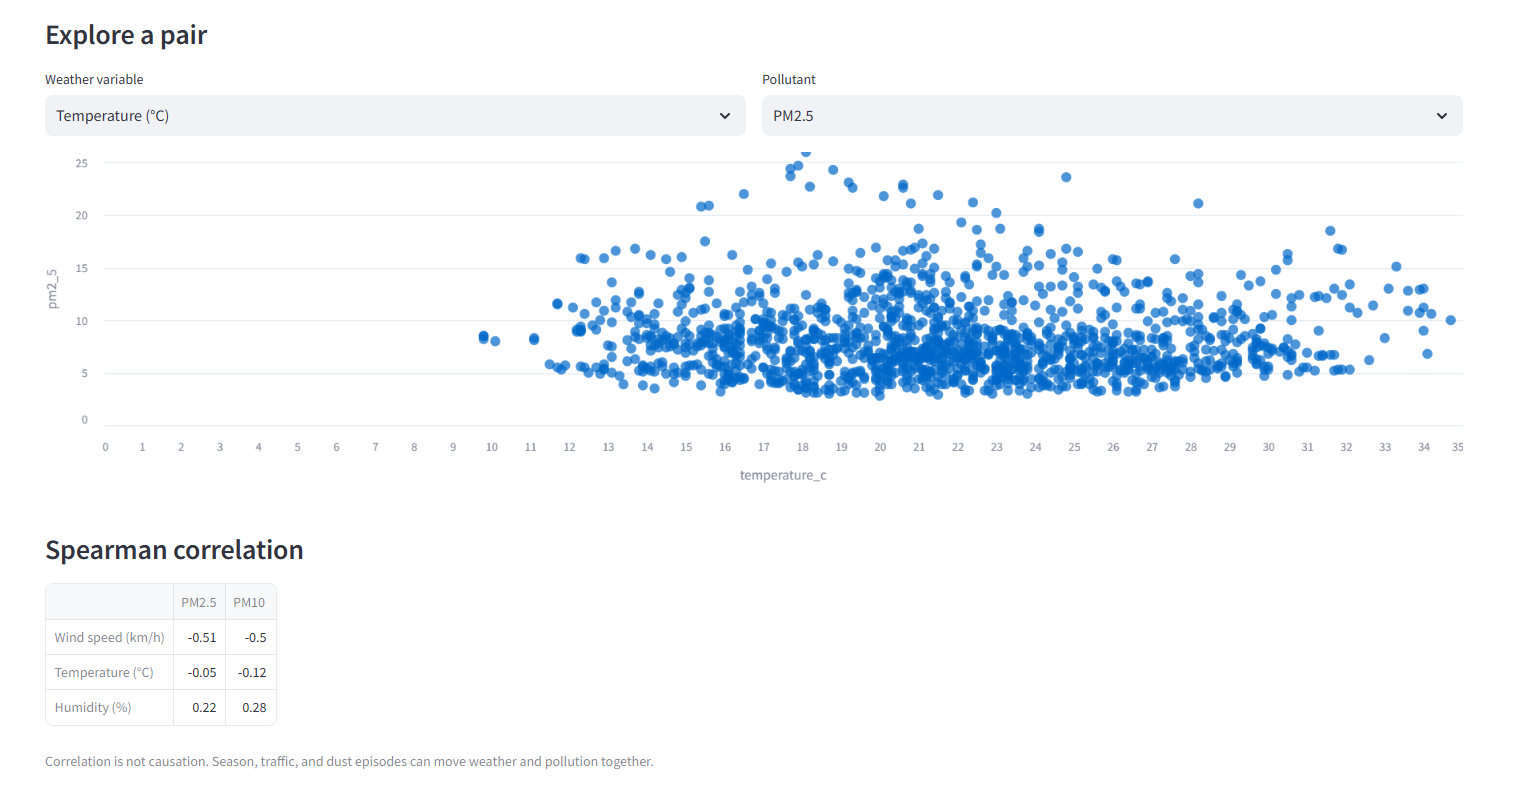 Explore a pair
Weather variable
Pollutant
Temperature (°C)
PM2.5
25
20
15
10
5
0
pm2_5
0 1 2 3 4 5 6 7 8 9 10 11 12 13 14 15 16 17 18 19 20 21 22 23 24 25 26 27 28 29 30 31 32 33 34 35
temperature_c
Spearman correlation
PM2.5 PM10
Wind speed (km/h) -0.51 -0.5
Temperature (°C) -0.05 -0.12
Humidity (%) 0.22 0.28
Correlation is not causation. Season, traffic, and dust episodes can move weather and pollution together.